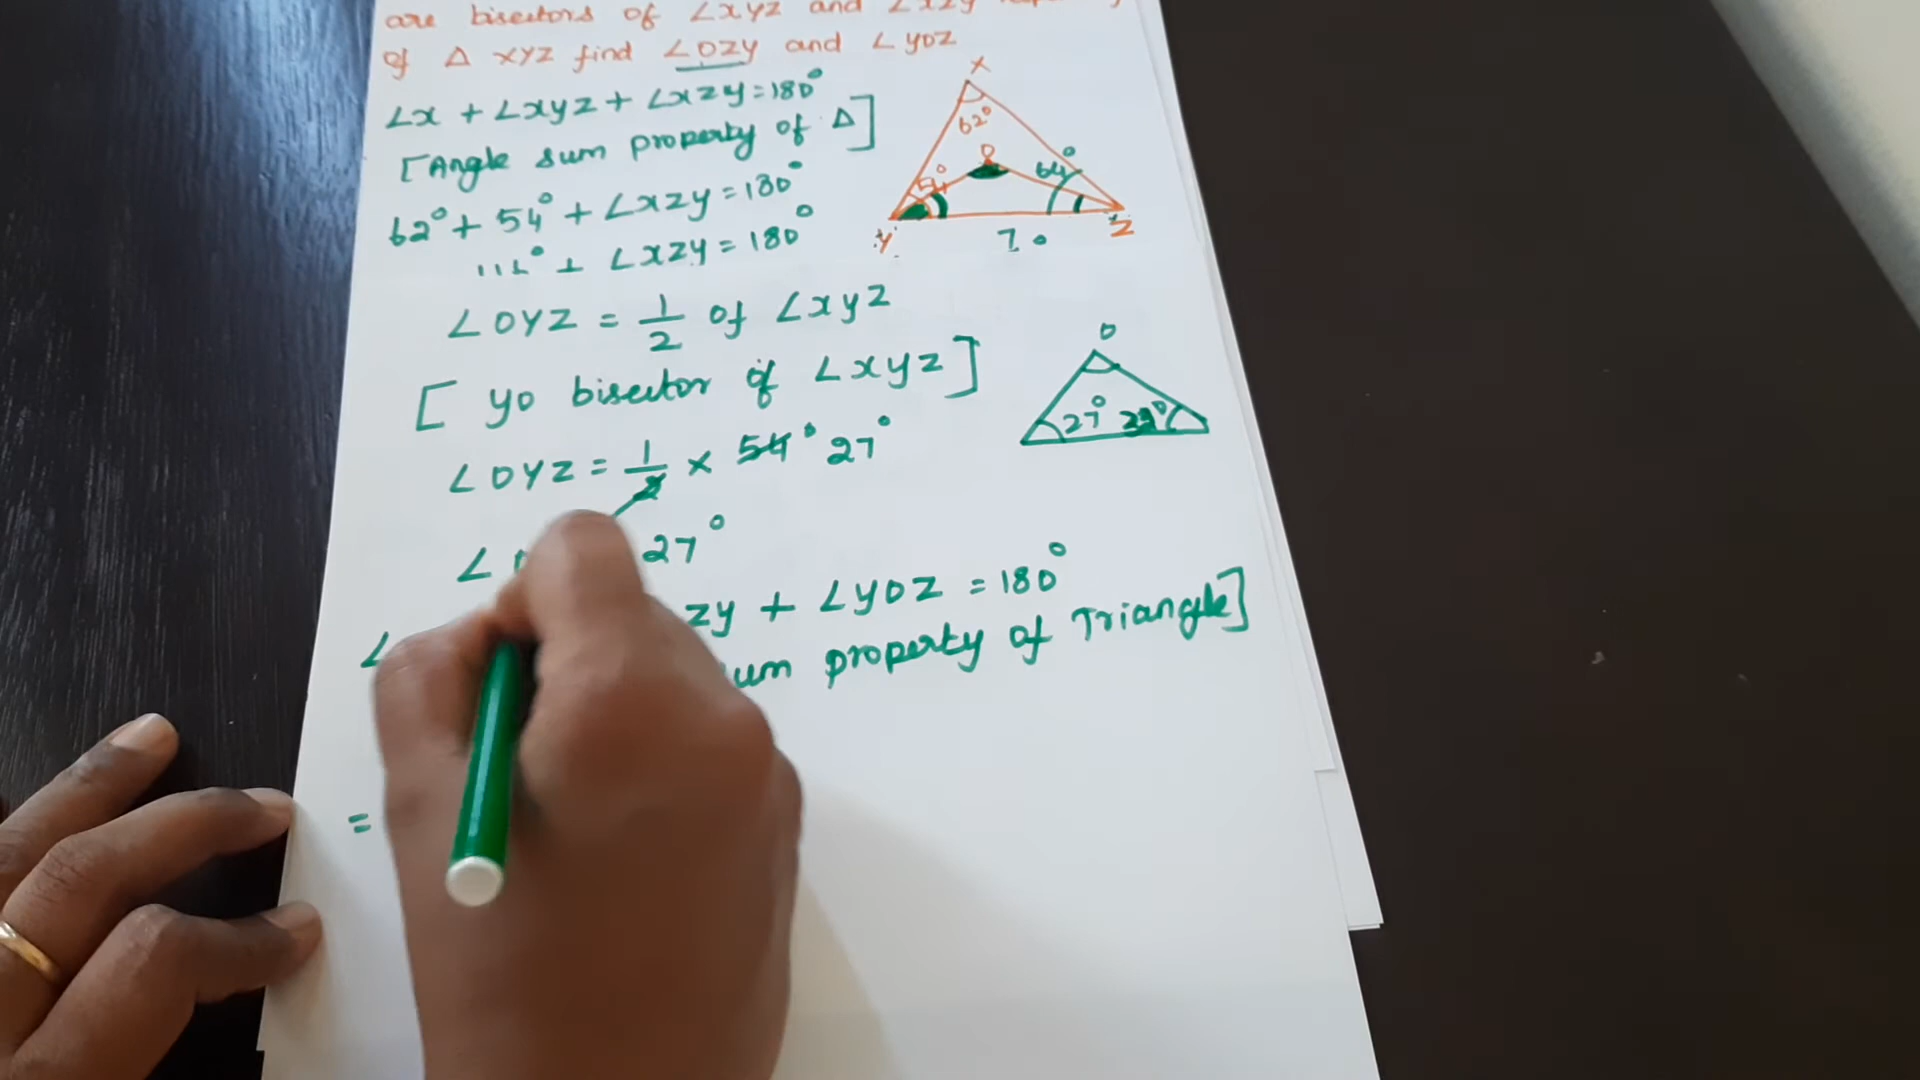 are bisectors of ∠XYZ and
of Δ XYZ find ∠OZY and ∠YOZ
∠x + ∠xyz + ∠xzy = 180°
[Angle sum property of Δ]
62° + 54° + ∠xzy = 180°
∠xzy = 180°
∠OYZ = 1/2 of ∠xyz
[yo bisector of ∠xyz]
∠OYZ = 1/2 × 54° 27°
∠ 27°
∠ zy + ∠YOZ = 180°
um property of Triangle]
=
X
62°
O
54°
64°
Y
Z
O
27°